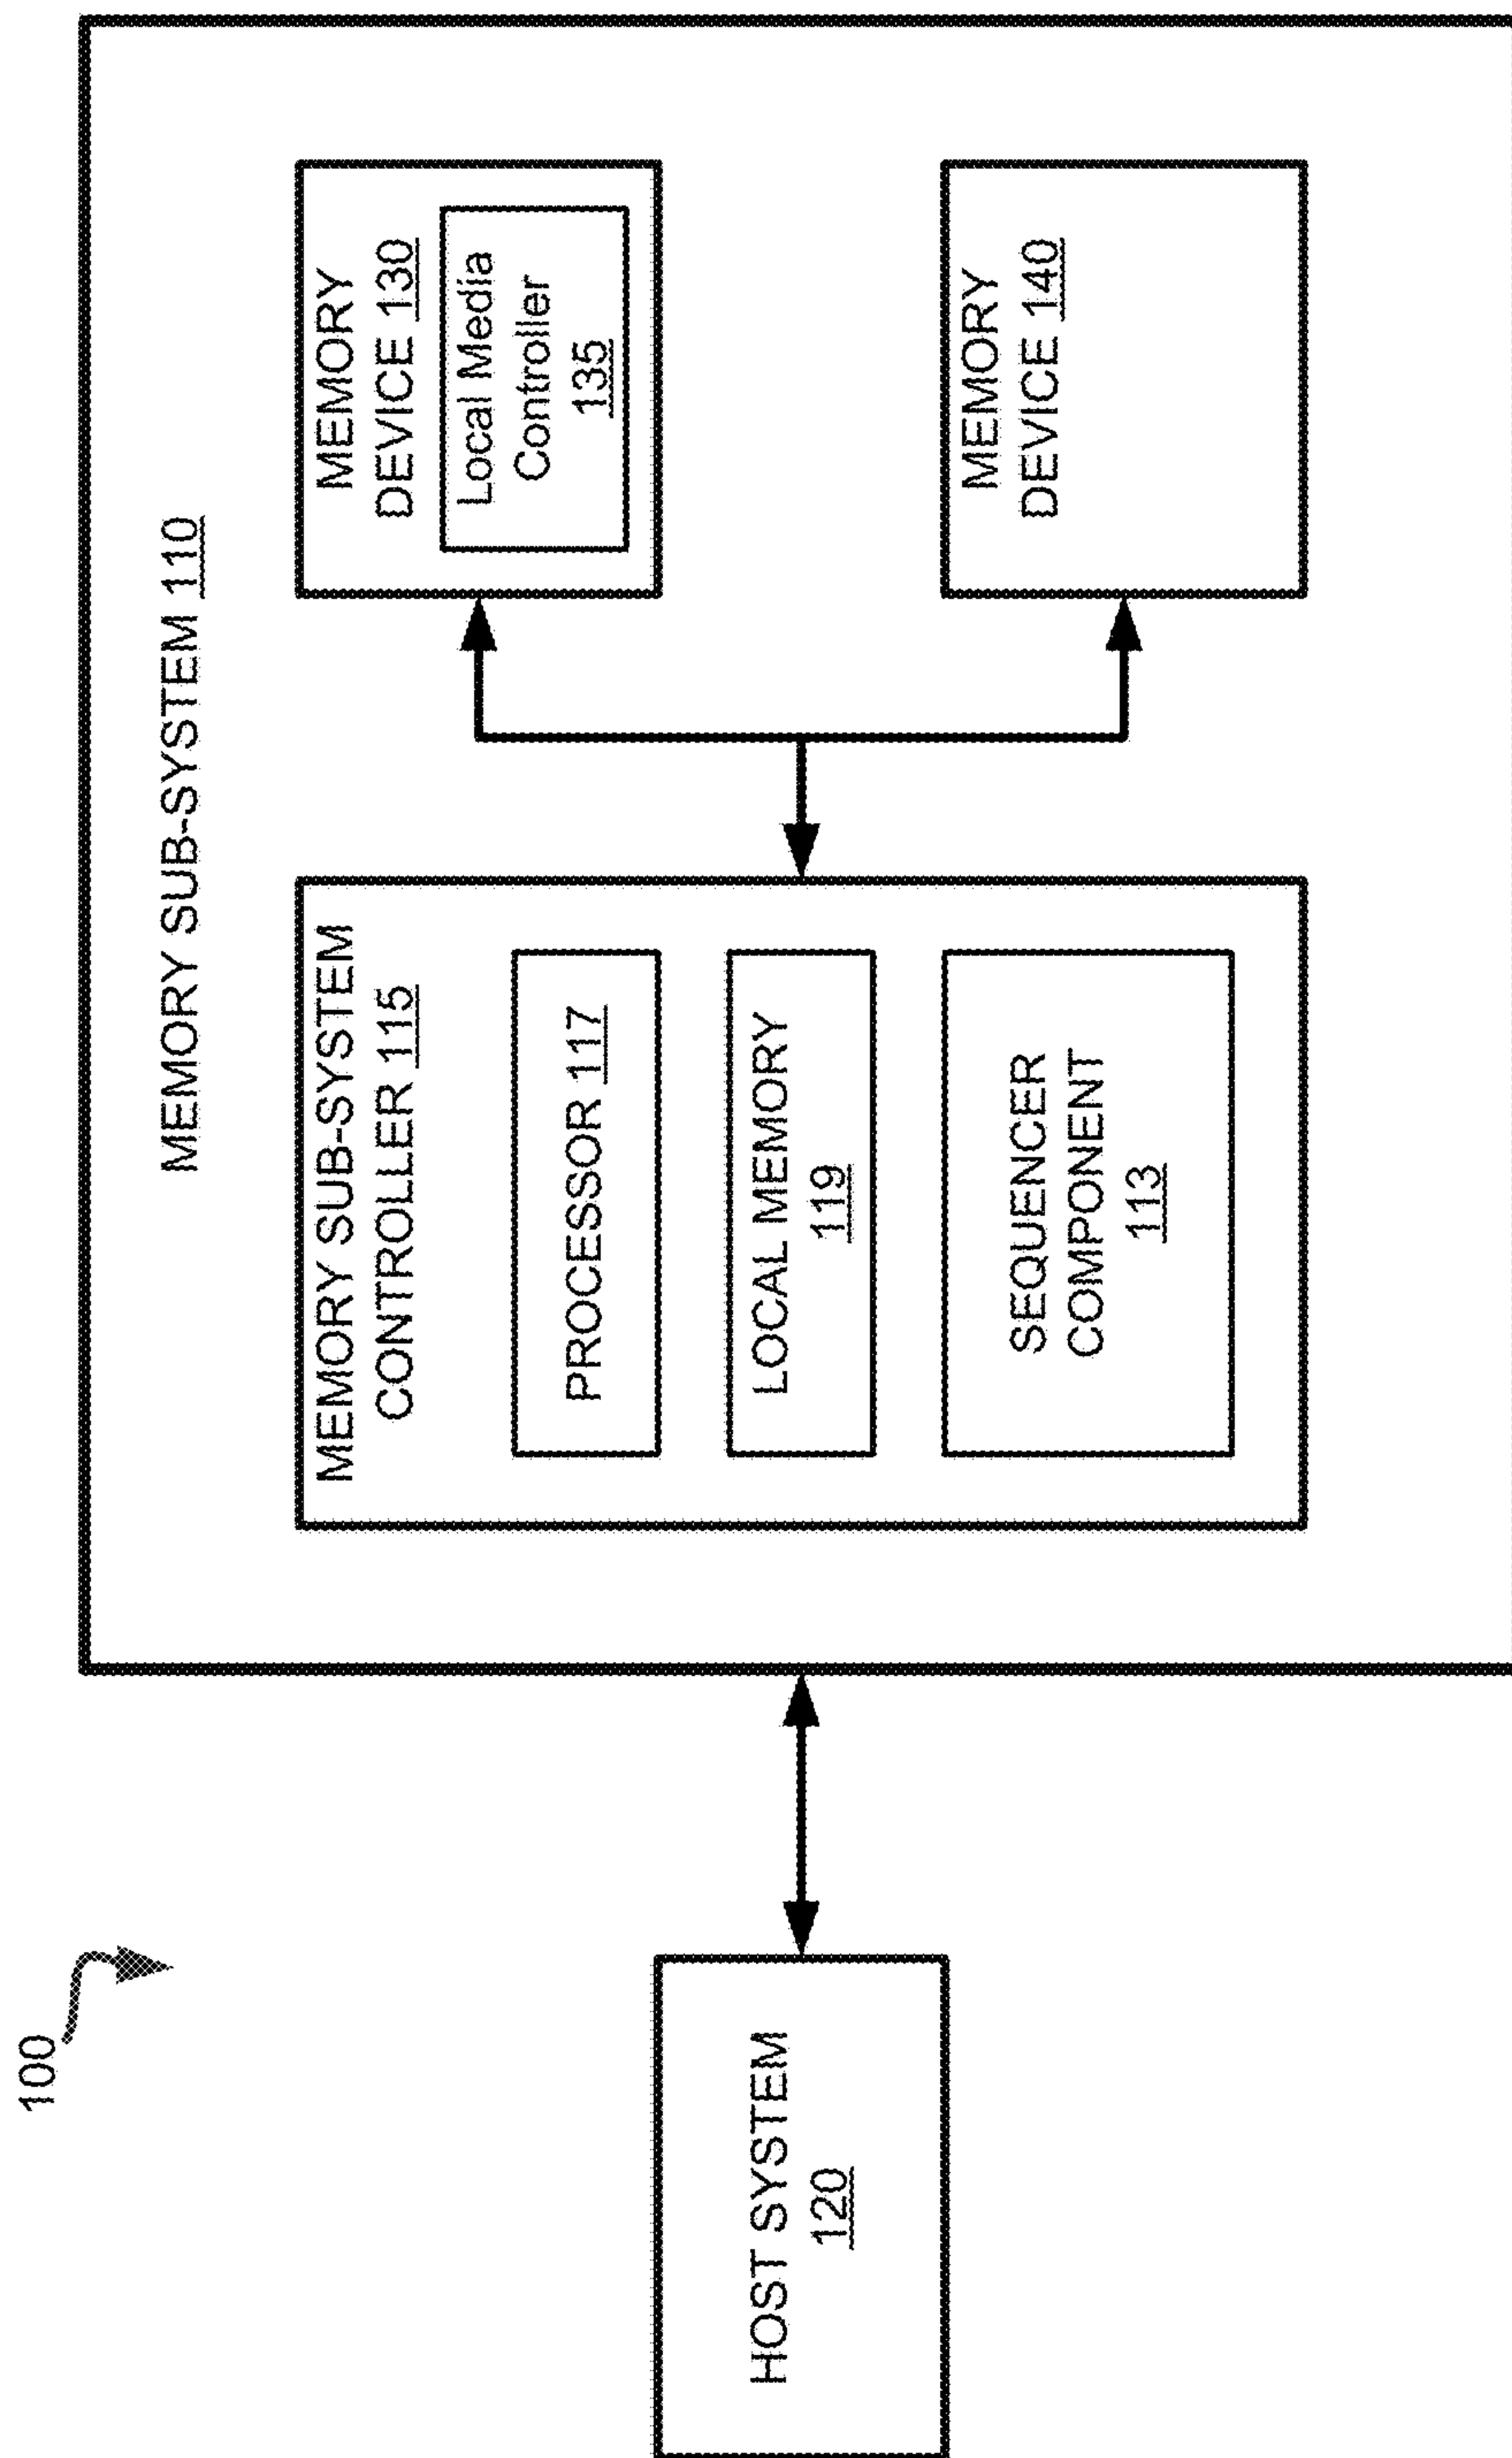 100
HOST SYSTEM
120
MEMORY SUB-SYSTEM 110
MEMORY SUB-SYSTEM
CONTROLLER 115
PROCESSOR 117
LOCAL MEMORY
119
SEQUENCER
COMPONENT
113
MEMORY
DEVICE 130
Local Media
Controller
135
MEMORY
DEVICE 140